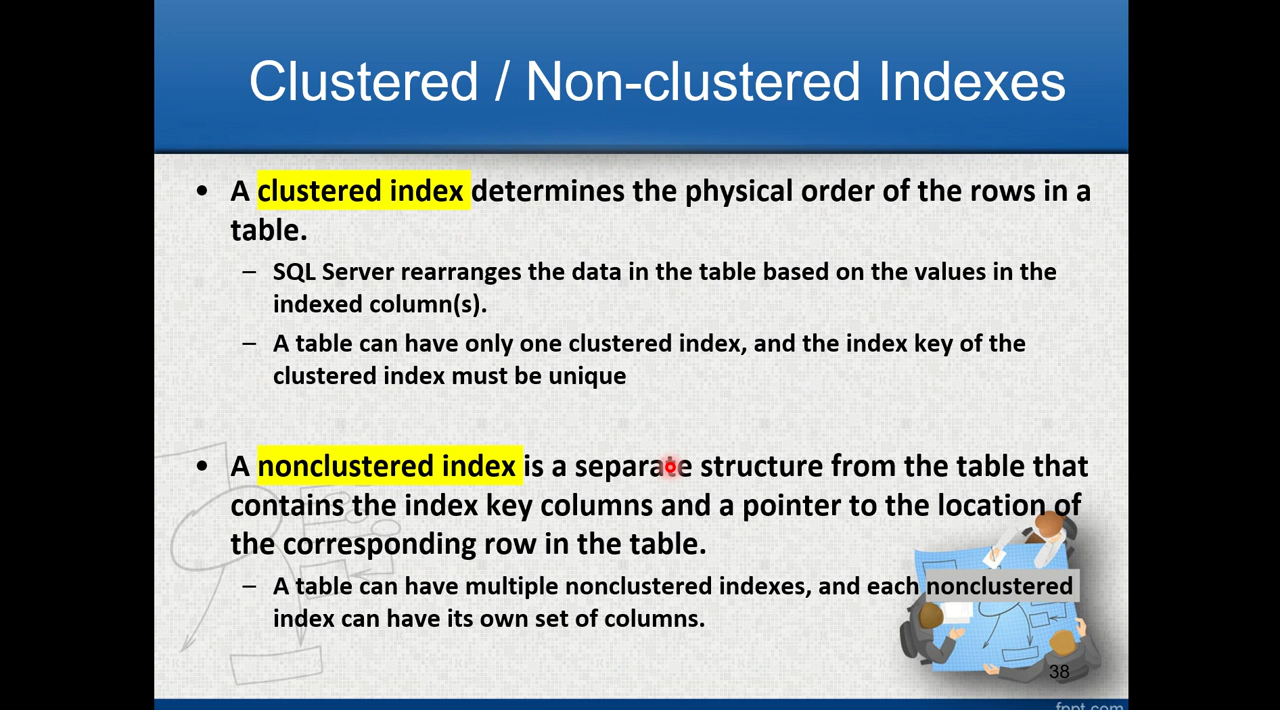 Clustered / Non-clustered Indexes
• A clustered index determines the physical order of the rows in a
table.
– SQL Server rearranges the data in the table based on the values in the
indexed column(s).
– A table can have only one clustered index, and the index key of the
clustered index must be unique
• A nonclustered index is a separate structure from the table that
contains the index key columns and a pointer to the location of
the corresponding row in the table.
– A table can have multiple nonclustered indexes, and each nonclustered
index can have its own set of columns.
38
fppt.com